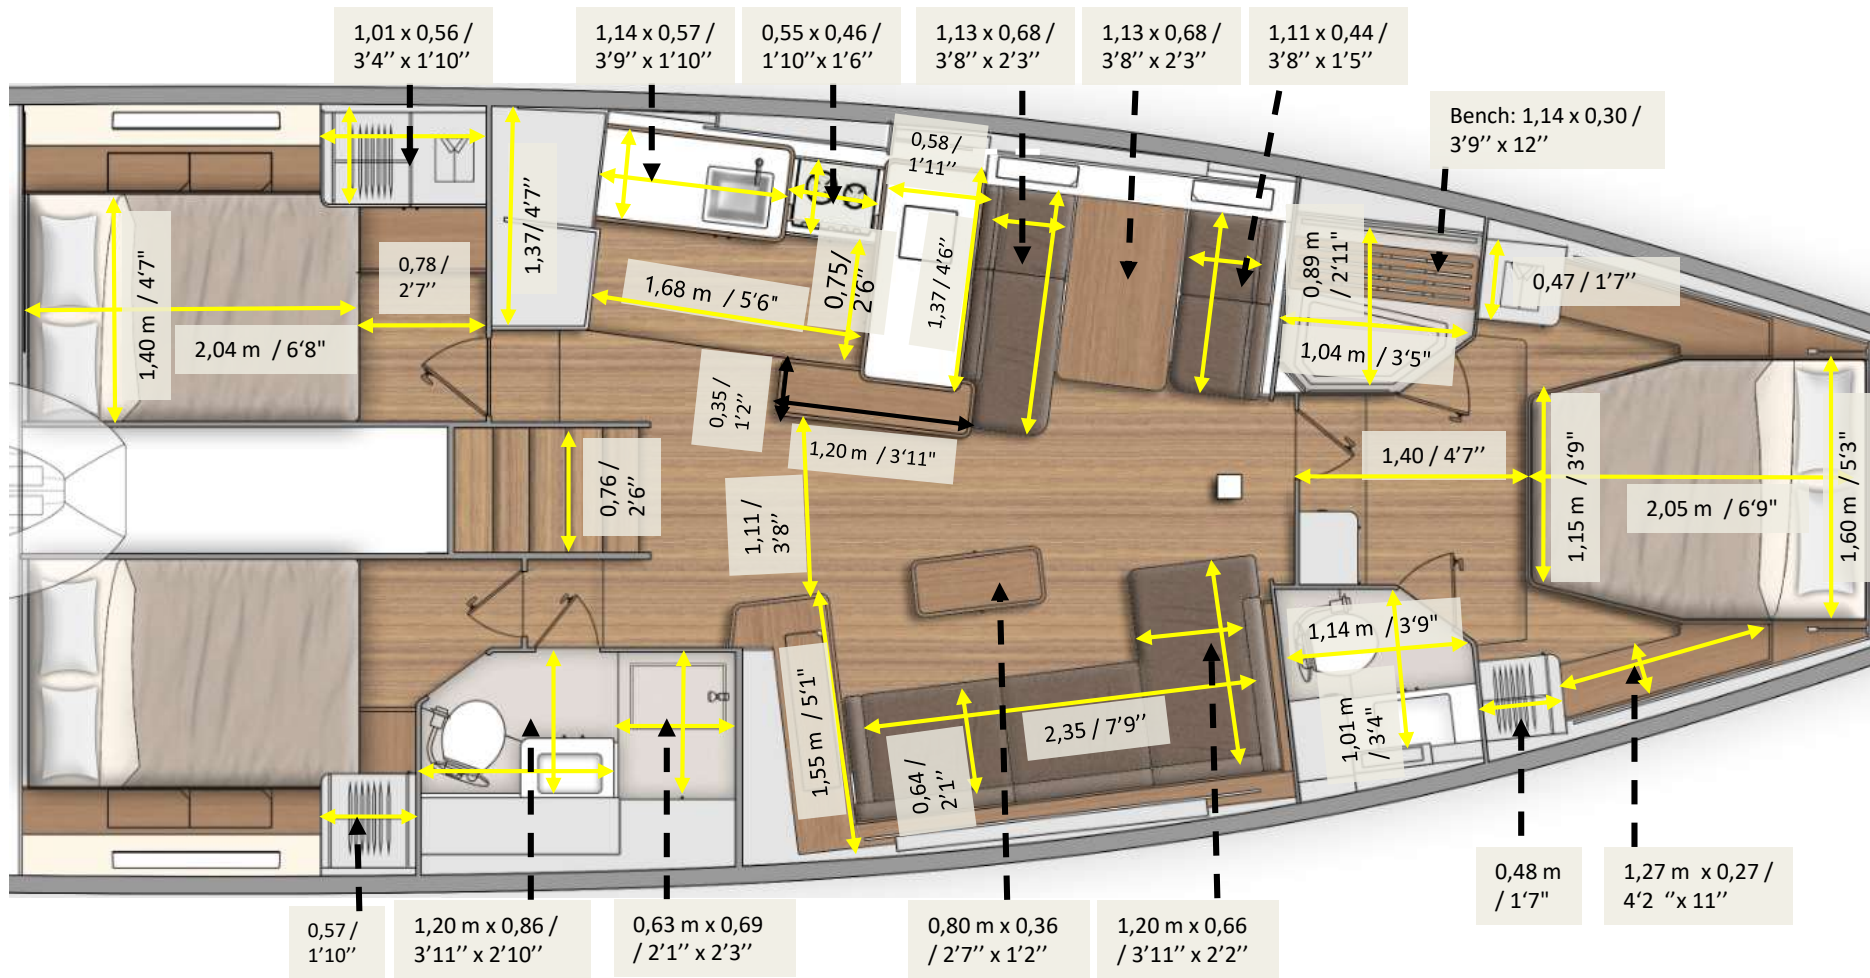 1,01 x 0,56 /
3’4’’ x 1’10’’
1,14 x 0,57 /
3’9’’ x 1’10’’
0,55 x 0,46 /
1’10’’x 1’6’’
1,13 x 0,68 /
3’8’’ x 2’3’’
1,13 x 0,68 /
3’8’’ x 2’3’’
1,11 x 0,44 /
3’8’’ x 1’5’’
Bench: 1,14 x 0,30 /
3’9’’ x 12’’
1,40 m / 4'7"
2,04 m / 6‘8"
0,78 /
2’7’’
1,37/ 4’7’’
1,68 m / 5'6"
0,75/
2’6’’
0,58 /
1’11’’
1,37 / 4’6’’
0,89 m
/ 2'11"
1,04 m / 3‘5"
0,47 / 1’7’’
0,35 /
1’2’’
1,20 m / 3‘11"
0,76 /
2’6’’
1,11 /
3’8’’
1,40 / 4’7’’
1,15 m / 3‘9"
2,05 m / 6‘9"
1,60 m / 5‘3"
1,55 m / 5‘1"
0,64 /
2’1’’
2,35 / 7’9’’
1,14 m / 3‘9"
1,01 m
/ 3‘4"
0,57 /
1’10’’
1,20 m x 0,86 /
3’11’’ x 2’10’’
0,63 m x 0,69
/ 2’1’’ x 2’3’’
0,80 m x 0,36
/ 2’7’’ x 1’2’’
1,20 m x 0,66
/ 3’11’’ x 2’2’’
0,48 m
/ 1‘7"
1,27 m x 0,27 /
4‘2 ‘’x 11’’